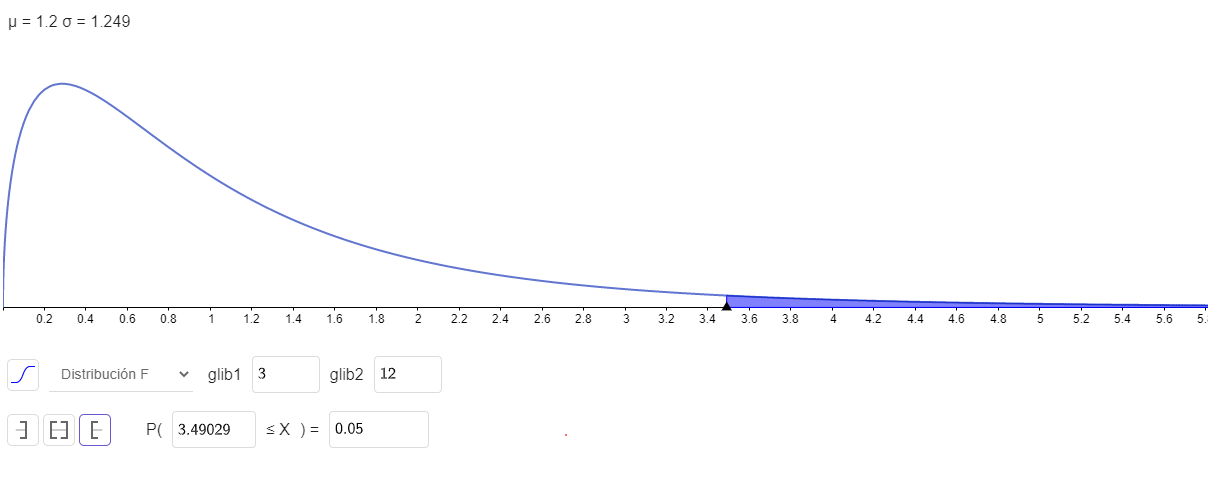 μ = 1.2 σ = 1.249
0.2 0.4 0.6 0.8 1 1.2 1.4 1.6 1.8 2 2.2 2.4 2.6 2.8 3 3.2 3.4 3.6 3.8 4 4.2 4.4 4.6 4.8 5 5.2 5.4 5.6 5.
Distribución F glib1 3 glib2 12
P( 3.49029 ≤ X ) = 0.05